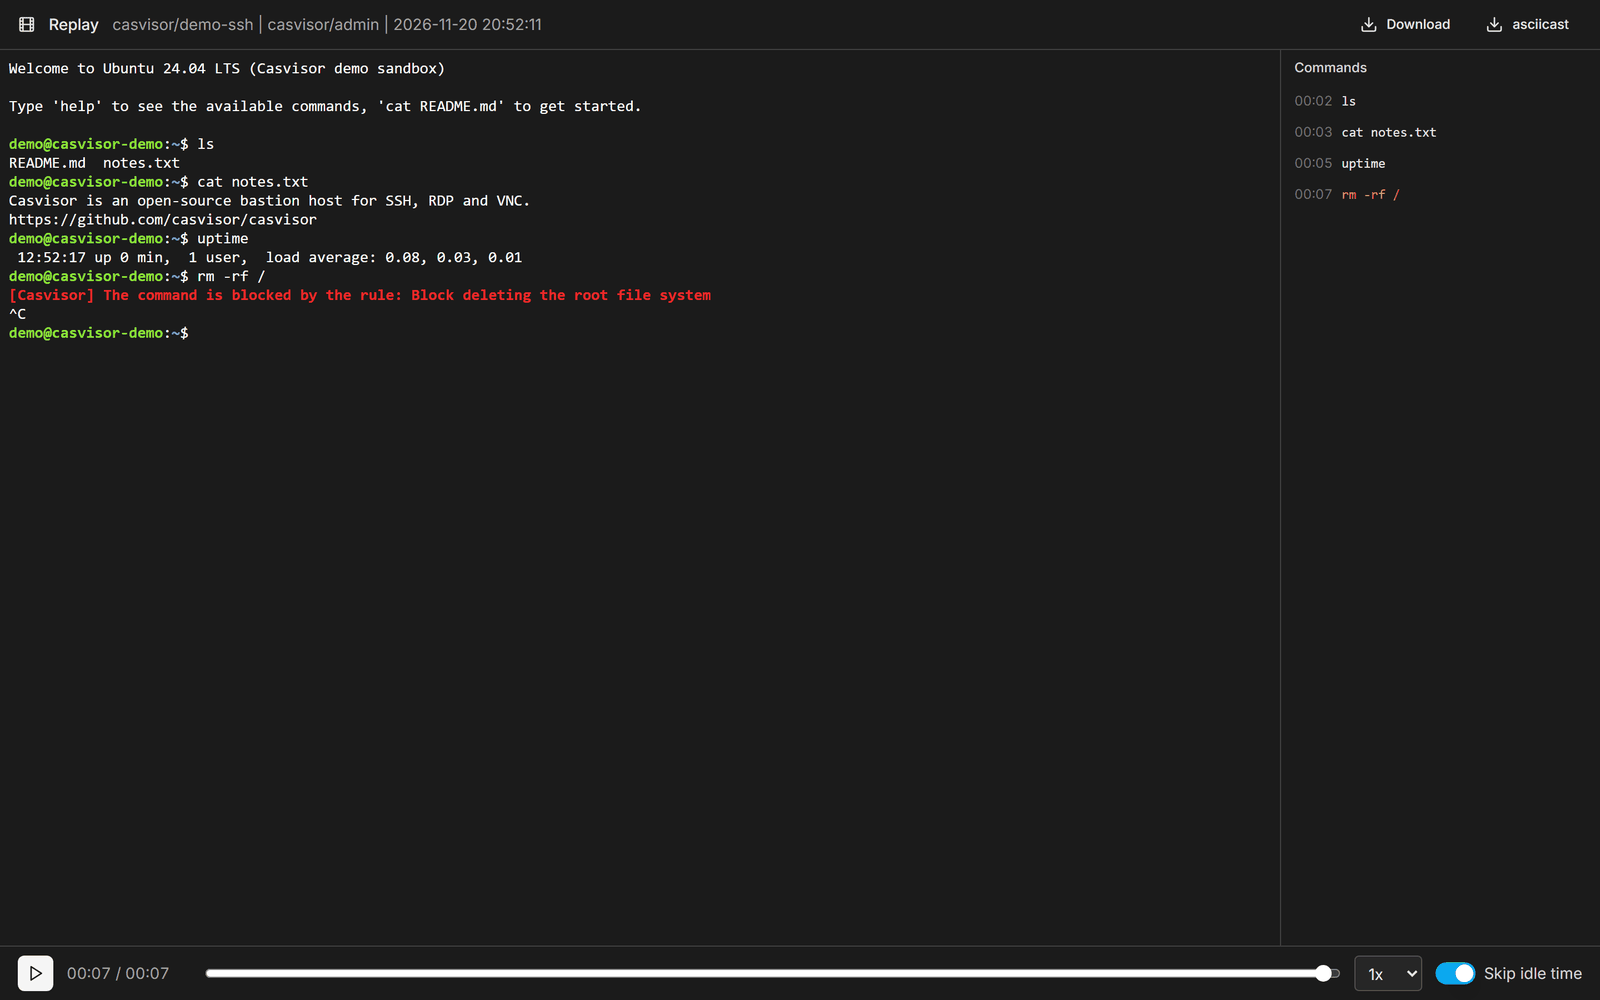 Replay casvisor/demo-ssh | casvisor/admin | 2026-11-20 20:52:11 Download asciicast
Welcome to Ubuntu 24.04 LTS (Casvisor demo sandbox)
Type 'help' to see the available commands, 'cat README.md' to get started.
demo@casvisor-demo:~$ ls
README.md  notes.txt
demo@casvisor-demo:~$ cat notes.txt
Casvisor is an open-source bastion host for SSH, RDP and VNC.
https://github.com/casvisor/casvisor
demo@casvisor-demo:~$ uptime
 12:52:17 up 0 min,  1 user,  load average: 0.08, 0.03, 0.01
demo@casvisor-demo:~$ rm -rf /
[Casvisor] The command is blocked by the rule: Block deleting the root file system
^C
demo@casvisor-demo:~$
Commands
00:02 ls
00:03 cat notes.txt
00:05 uptime
00:07 rm -rf /
00:07 / 00:07 1x Skip idle time